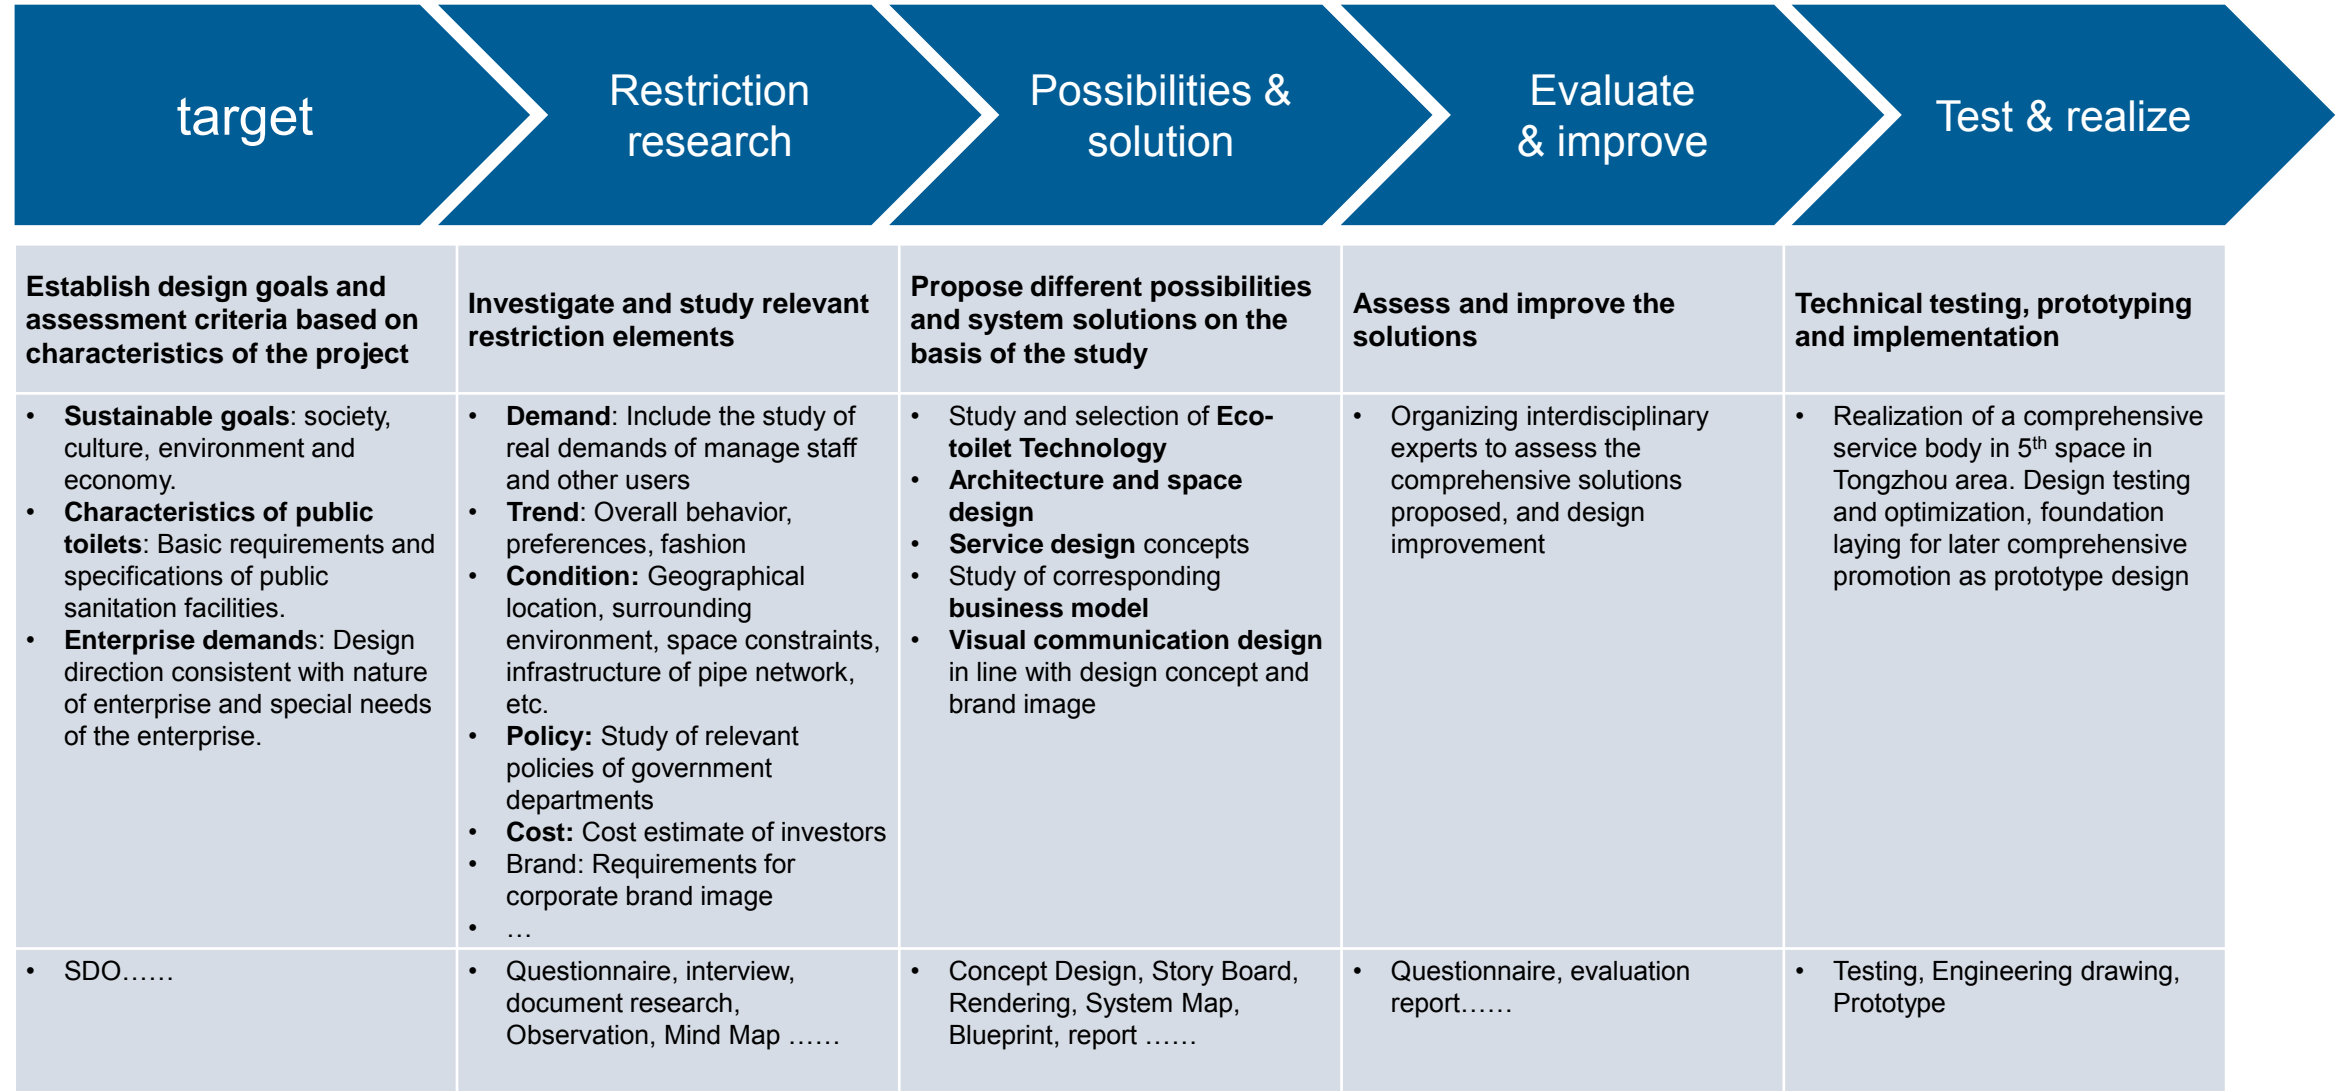 target
Restriction
research
Possibilities &
solution
Evaluate
& improve
Test & realize
Establish design goals and
assessment criteria based on
characteristics of the project
Investigate and study relevant
restriction elements
Propose different possibilities
and system solutions on the
basis of the study
Assess and improve the
solutions
Technical testing, prototyping
and implementation
• Sustainable goals: society,
culture, environment and
economy.
• Characteristics of public
toilets: Basic requirements and
specifications of public
sanitation facilities.
• Enterprise demands: Design
direction consistent with nature
of enterprise and special needs
of the enterprise.
• Demand: Include the study of
real demands of manage staff
and other users
• Trend: Overall behavior,
preferences, fashion
• Condition: Geographical
location, surrounding
environment, space constraints,
infrastructure of pipe network,
etc.
• Policy: Study of relevant
policies of government
departments
• Cost: Cost estimate of investors
• Brand: Requirements for
corporate brand image
• …
• Study and selection of Eco-
toilet Technology
• Architecture and space
design
• Service design concepts
• Study of corresponding
business model
• Visual communication design
in line with design concept and
brand image
• Organizing interdisciplinary
experts to assess the
comprehensive solutions
proposed, and design
improvement
• Realization of a comprehensive
service body in 5th space in
Tongzhou area. Design testing
and optimization, foundation
laying for later comprehensive
promotion as prototype design
• SDO……
• Questionnaire, interview,
document research,
Observation, Mind Map ……
• Concept Design, Story Board,
Rendering, System Map,
Blueprint, report ……
• Questionnaire, evaluation
report……
• Testing, Engineering drawing,
Prototype